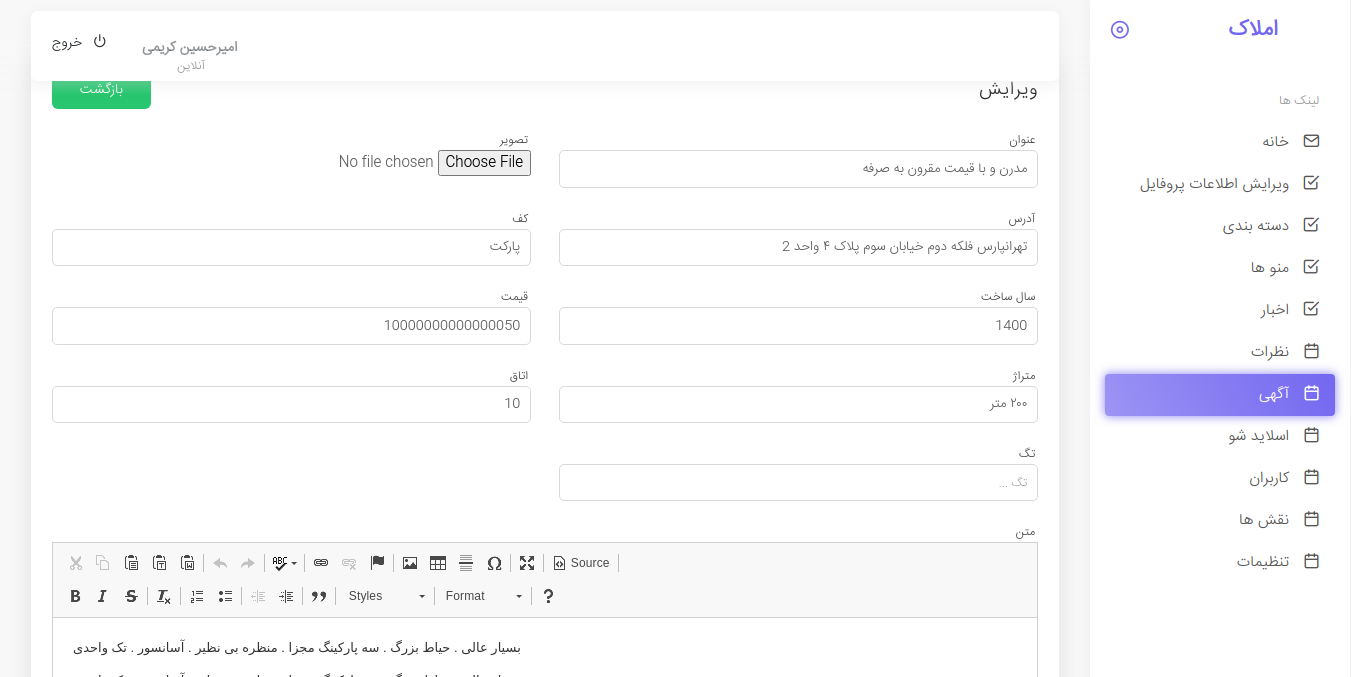 املاک
لینک ها
خانه
ویرایش اطلاعات پروفایل
دسته بندی
منو ها
اخبار
نظرات
آگهی
اسلاید شو
کاربران
نقش ها
تنظیمات
امیرحسین کریمی
آنلاین
خروج
ویرایش
بازگشت
عنوان
مدرن و با قیمت مقرون به صرفه
تصویر
Choose File No file chosen
آدرس
تهرانپارس فلکه دوم خیابان سوم پلاک ۴ واحد 2
کف
پارکت
سال ساخت
1400
قیمت
10000000000000050
متراژ
۲۰۰ متر
اتاق
10
تگ
تگ ...
متن
ABC
Source
B I S Tx
Styles
Format
?
بسیار عالی . حیاط بزرگ . سه پارکینگ مجزا . منظره بی نظیر . آسانسور . تک واحدی